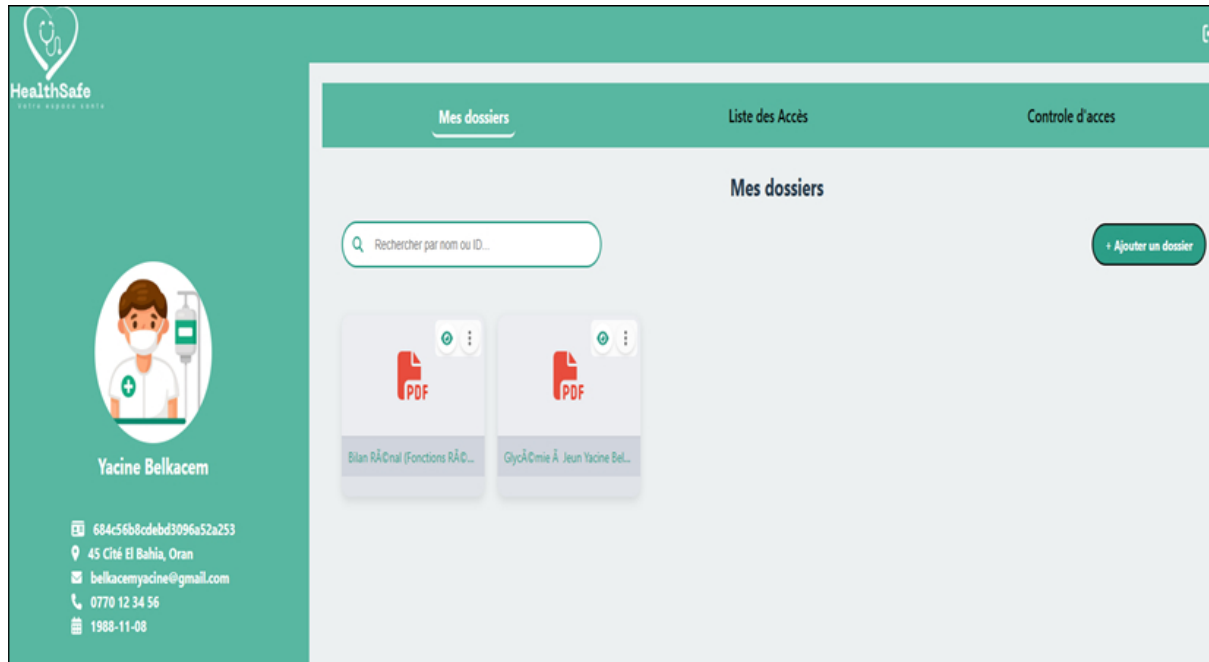 HealthSafe
Mes dossiers
Liste des Accès
Controle d'acces
Mes dossiers
Rechercher par nom ou ID...
+ Ajouter un dossier
PDF
PDF
Bilan RÃ©nal (Fonctions RÃ©...
GlycÃ©mie Ã Jeun Yacine Bel...
Yacine Belkacem
684c56b8cdebd3096a52a253
45 Cité El Bahia, Oran
belkacemyacine@gmail.com
0770 12 34 56
1988-11-08